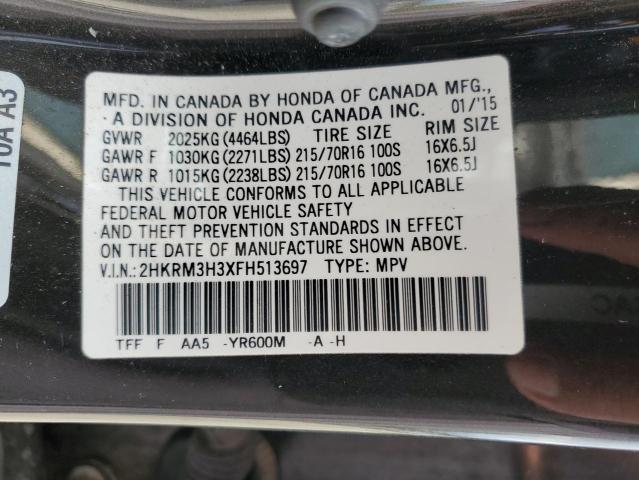 MFD. IN CANADA BY HONDA OF CANADA MFG.,
A DIVISION OF HONDA CANADA INC. 01/'15
GVWR 2025KG (4464LBS) TIRE SIZE RIM SIZE
GAWR F 1030KG (2271LBS) 215/70R16 100S 16X6.5J
GAWR R 1015KG (2238LBS) 215/70R16 100S 16X6.5J
THIS VEHICLE CONFORMS TO ALL APPLICABLE
FEDERAL MOTOR VEHICLE SAFETY
AND THEFT PREVENTION STANDARDS IN EFFECT
ON THE DATE OF MANUFACTURE SHOWN ABOVE.
V.I.N.: 2HKRM3H3XFH513697 TYPE: MPV
TFF F AA5 -YR600M -A -H
10A A3